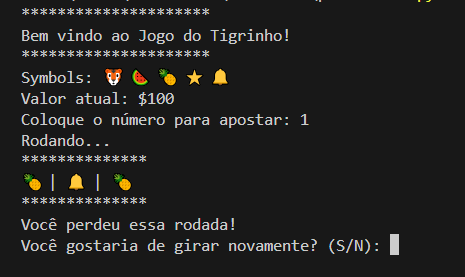 *********************
Bem vindo ao Jogo do Tigrinho!
*********************
Symbols: 🐯 🍉 🍍 ⭐ 🔔
Valor atual: $100
Coloque o número para apostar: 1
Rodando...
**************
🍍 | 🔔 | 🍍
**************
Você perdeu essa rodada!
Você gostaria de girar novamente? (S/N):